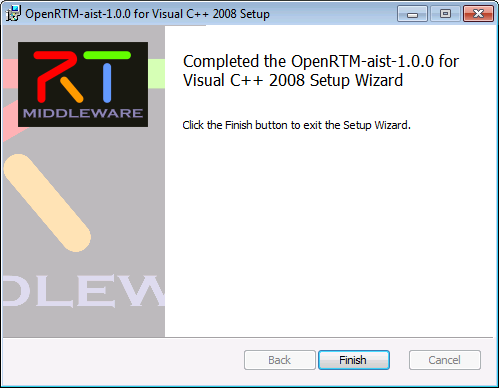 OpenRTM-aist-1.0.0 for Visual C++ 2008 Setup
RT
MIDDLEWARE
DLEW
Completed the OpenRTM-aist-1.0.0 for
Visual C++ 2008 Setup Wizard
Click the Finish button to exit the Setup Wizard.
Back
Finish
Cancel